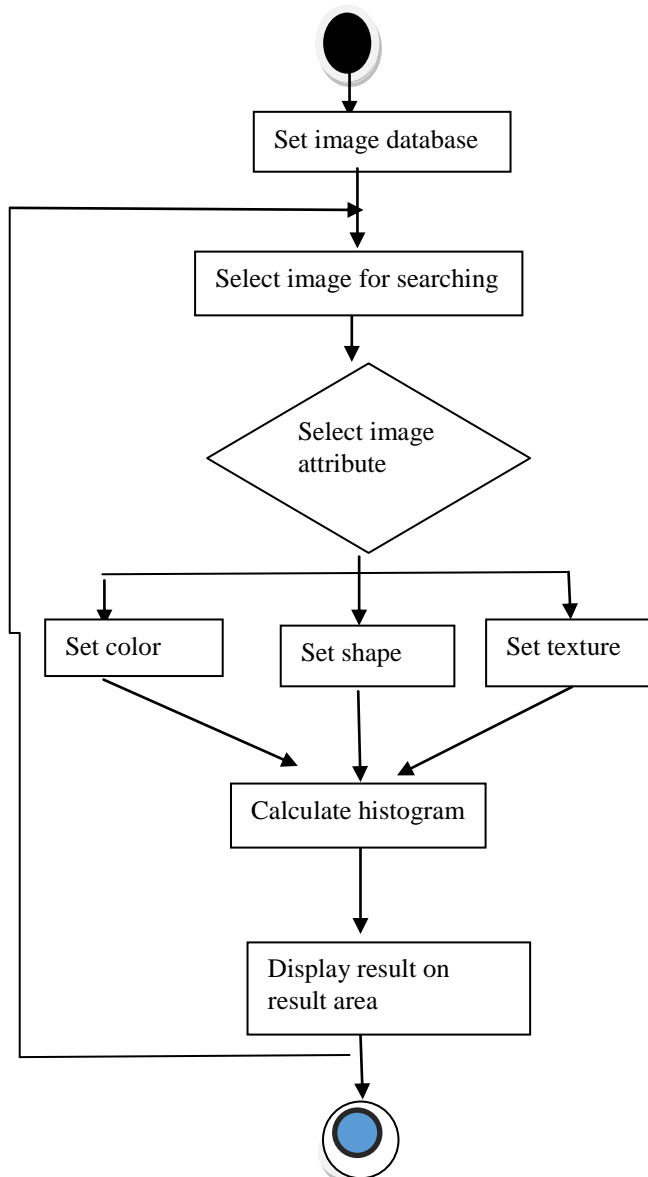 Set image database
Select image for searching
Select image
attribute
Set color
Set shape
Set texture
Calculate histogram
Display result on
result area